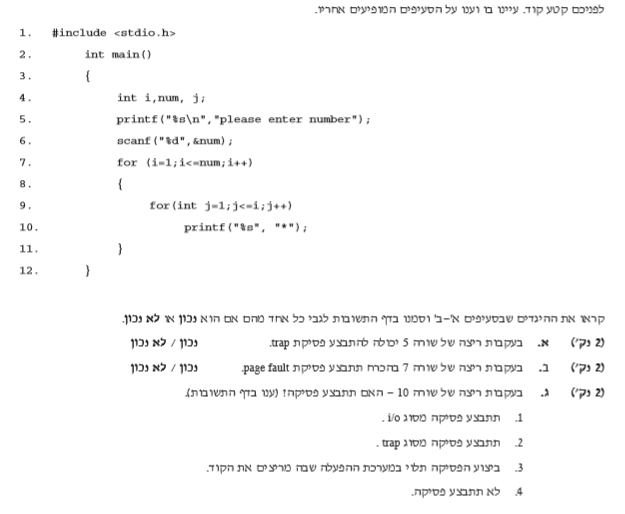 לפניכם קטע קוד. עיינו בו וענו על הסעיפים המופיעים אחריו.
1. #include <stdio.h>
2. int main()
3. {
4. int i,num, j;
5. printf("%s\n","please enter number");
6. scanf("%d",&num);
7. for (i=1;i<=num;i++)
8. {
9. for(int j=1;j<=i;j++)
10. printf("%s", "*");
11. }
12. }
קראו את ההיגדים שבסעיפים א'-ב' וסמנו בדף התשובות לגבי כל אחד מהם אם הוא נכון או לא נכון.
(2 נק') א. בעקבות ריצה של שורה 5 יכולה להתבצע פסיקת trap. נכון / לא נכון
(2 נק') ב. בעקבות ריצה של שורה 7 בהכרח תתבצע פסיקת page fault. נכון / לא נכון
(2 נק') ג. בעקבות ריצה של שורה 10 – האם תתבצע פסיקה? (ענו בדף התשובות).
1. תתבצע פסיקה מסוג i/o .
2. תתבצע פסיקה מסוג trap .
3. ביצוע הפסיקה תלוי במערכת ההפעלה שבה מריצים את הקוד.
4. לא תתבצע פסיקה.